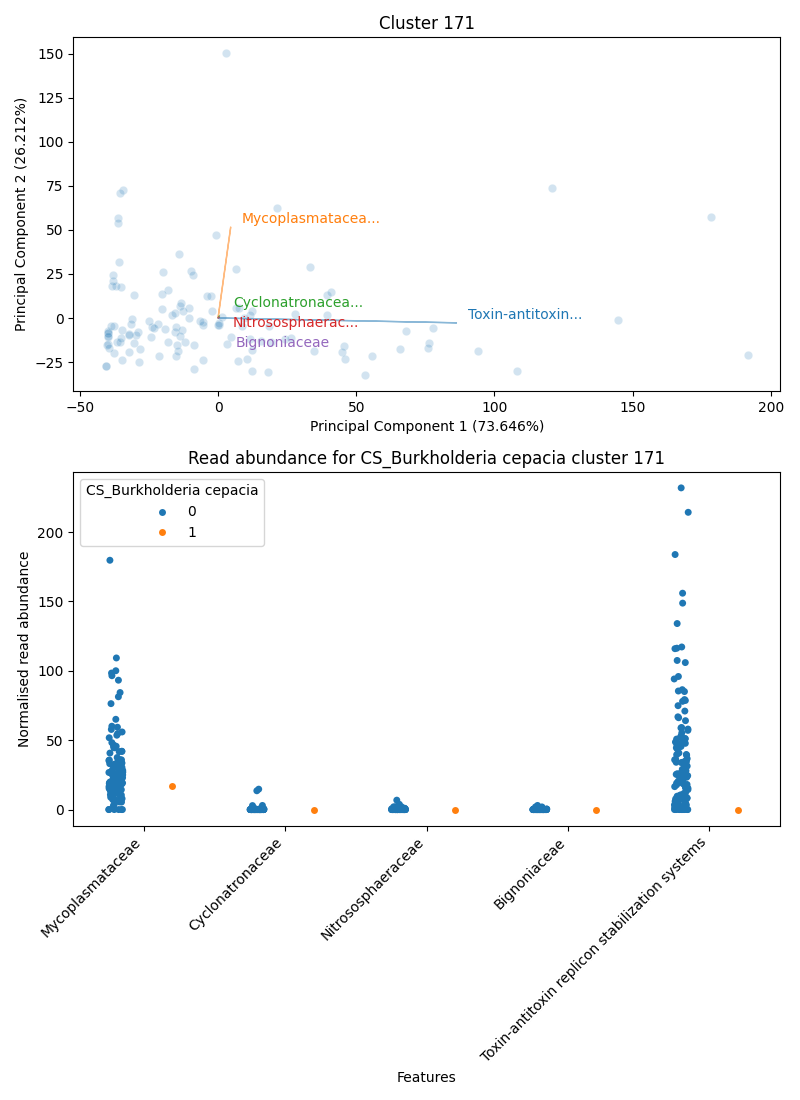 Cluster 171
Principal Component 2 (26.212%)
150
125
100
75
50
25
0
−25
Mycoplasmatacea...
Cyclonatronacea...
Toxin-antitoxin...
Nitrososphaerac...
Bignoniaceae
−50
0
50
100
150
200
Principal Component 1 (73.646%)
Read abundance for CS_Burkholderia cepacia cluster 171
CS_Burkholderia cepacia
0
1
Normalised read abundance
200
150
100
50
0
Mycoplasmataceae
Cyclonatronaceae
Nitrososphaeraceae
Bignoniaceae
Toxin-antitoxin replicon stabilization systems
Features